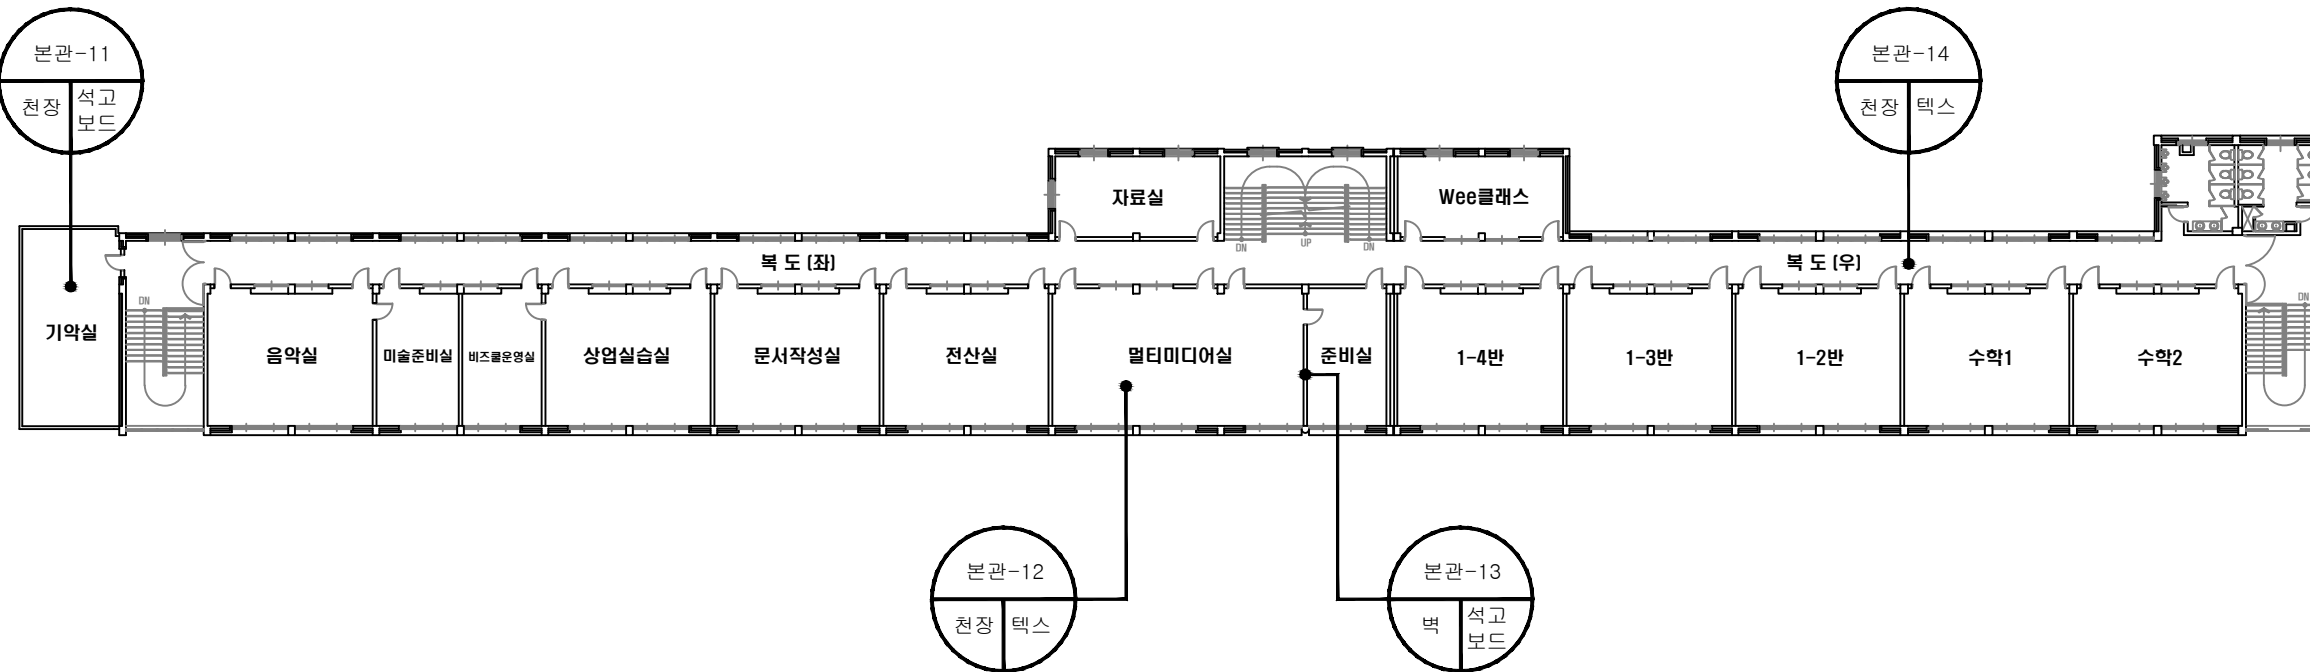 본관-11
천장
석고
보드
본관-14
천장
텍스
자료실
Wee클래스
DN
UP
DN
복 도 (좌)
복 도 (우)
DN
DN
기악실
음악실
미술준비실
비즈쿨운영실
상업실습실
문서작성실
전산실
멀티미디어실
준비실
1-4반
1-3반
1-2반
수학1
수학2
본관-12
천장
텍스
본관-13
벽
석고
보드